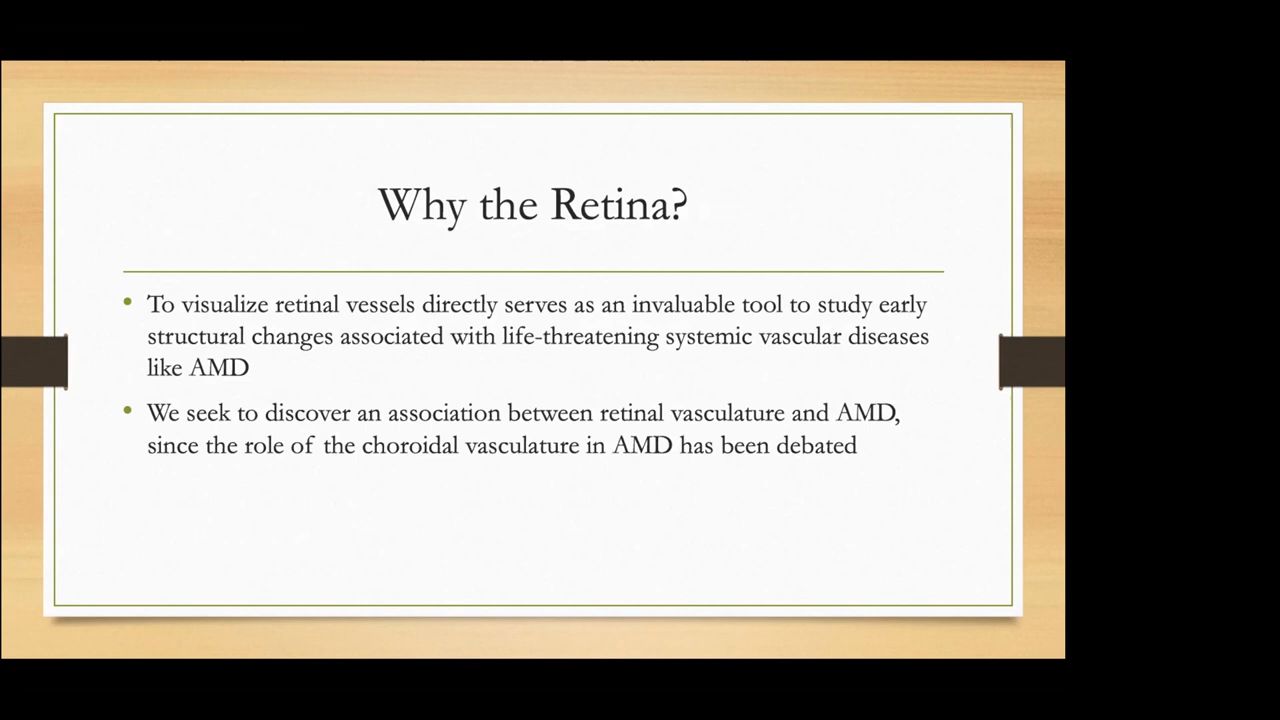 Why the Retina?
• To visualize retinal vessels directly serves as an invaluable tool to study early
structural changes associated with life-threatening systemic vascular diseases
like AMD
• We seek to discover an association between retinal vasculature and AMD,
since the role of the choroidal vasculature in AMD has been debated